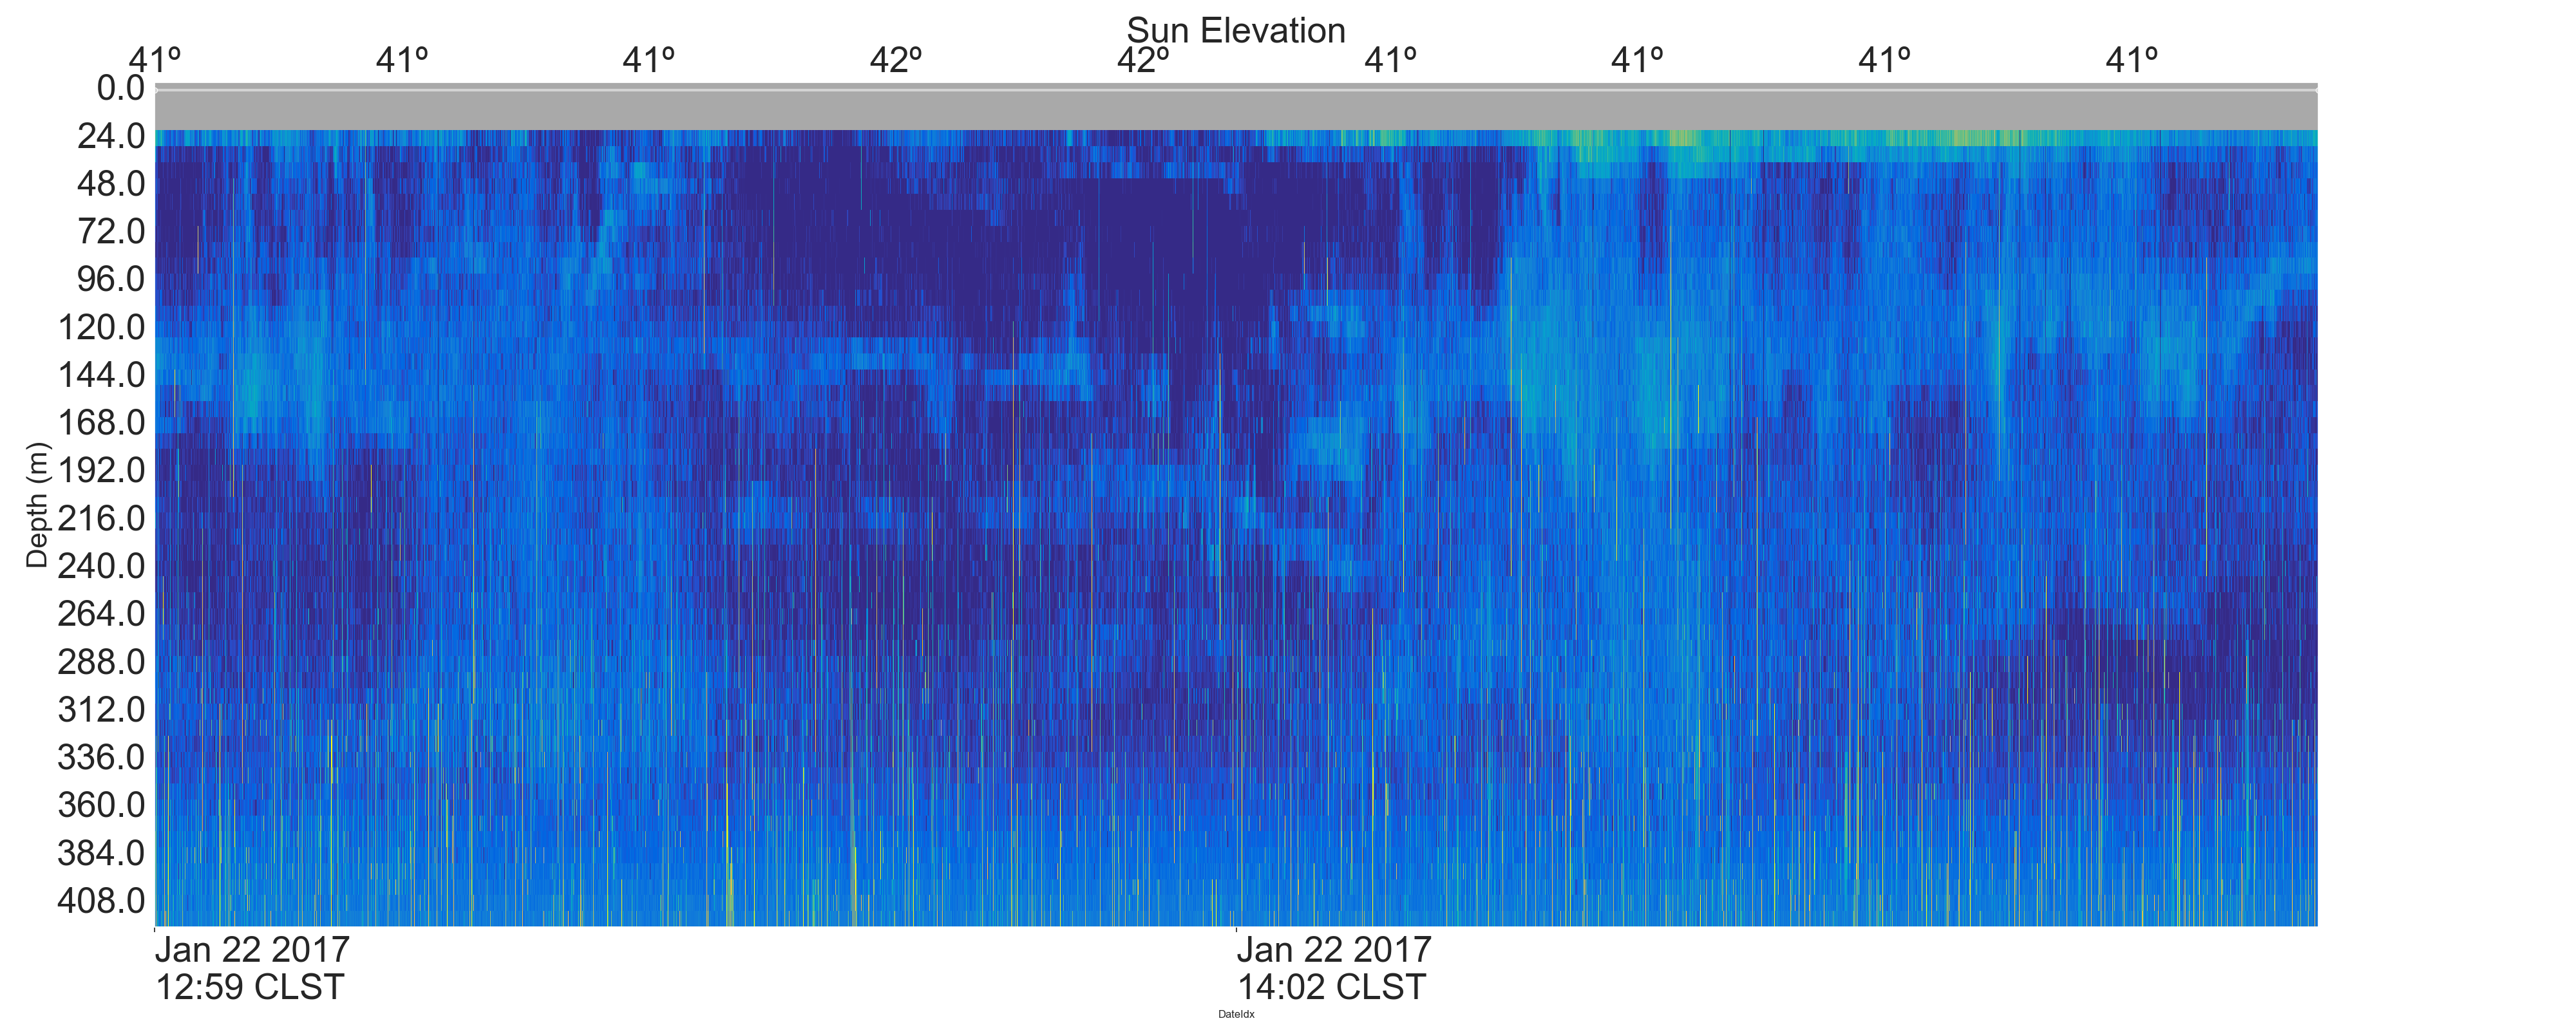 Sun Elevation
41º 41º 41º 42º 42º 41º 41º 41º 41º
0.0
24.0
48.0
72.0
96.0
120.0
144.0
168.0
192.0
216.0
240.0
264.0
288.0
312.0
336.0
360.0
384.0
408.0
Depth (m)
Jan 22 2017
12:59 CLST
Jan 22 2017
14:02 CLST
DateIdx